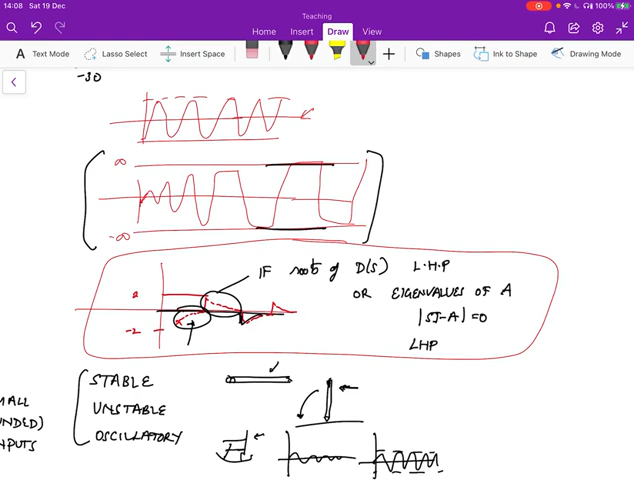 14:08 Sat 19 Dec
Teaching
100%
Home Insert Draw View
A Text Mode Lasso Select Insert Space + Shapes Ink to Shape Drawing Mode
-30
∞
-∞
IF roots of D(s) L.H.P
OR EIGENVALUES OF A
|SI-A|=0
LHP
2
-2
STABLE
UNSTABLE
OSCILLATORY
MALL
UNDED)
NPUTS